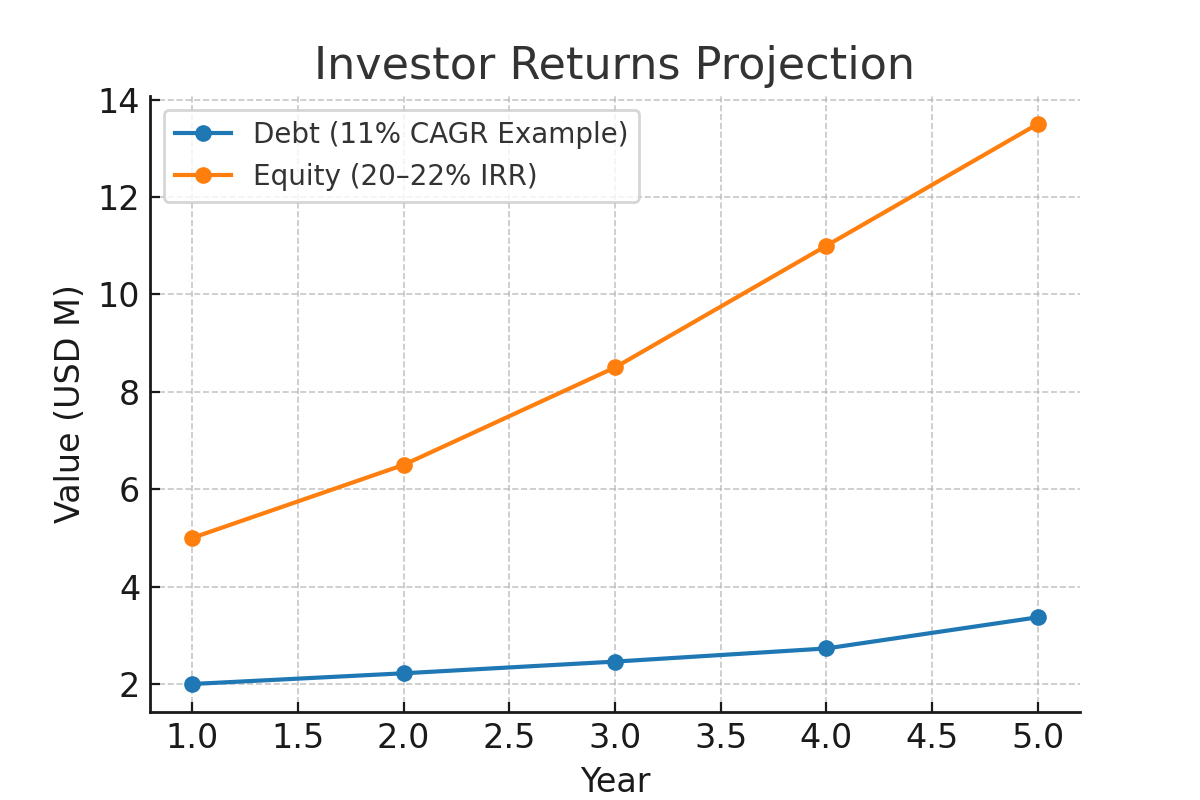 Investor Returns Projection
Debt (11% CAGR Example)
Equity (20–22% IRR)
Value (USD M)
14
12
10
8
6
4
2
1.0 1.5 2.0 2.5 3.0 3.5 4.0 4.5 5.0
Year